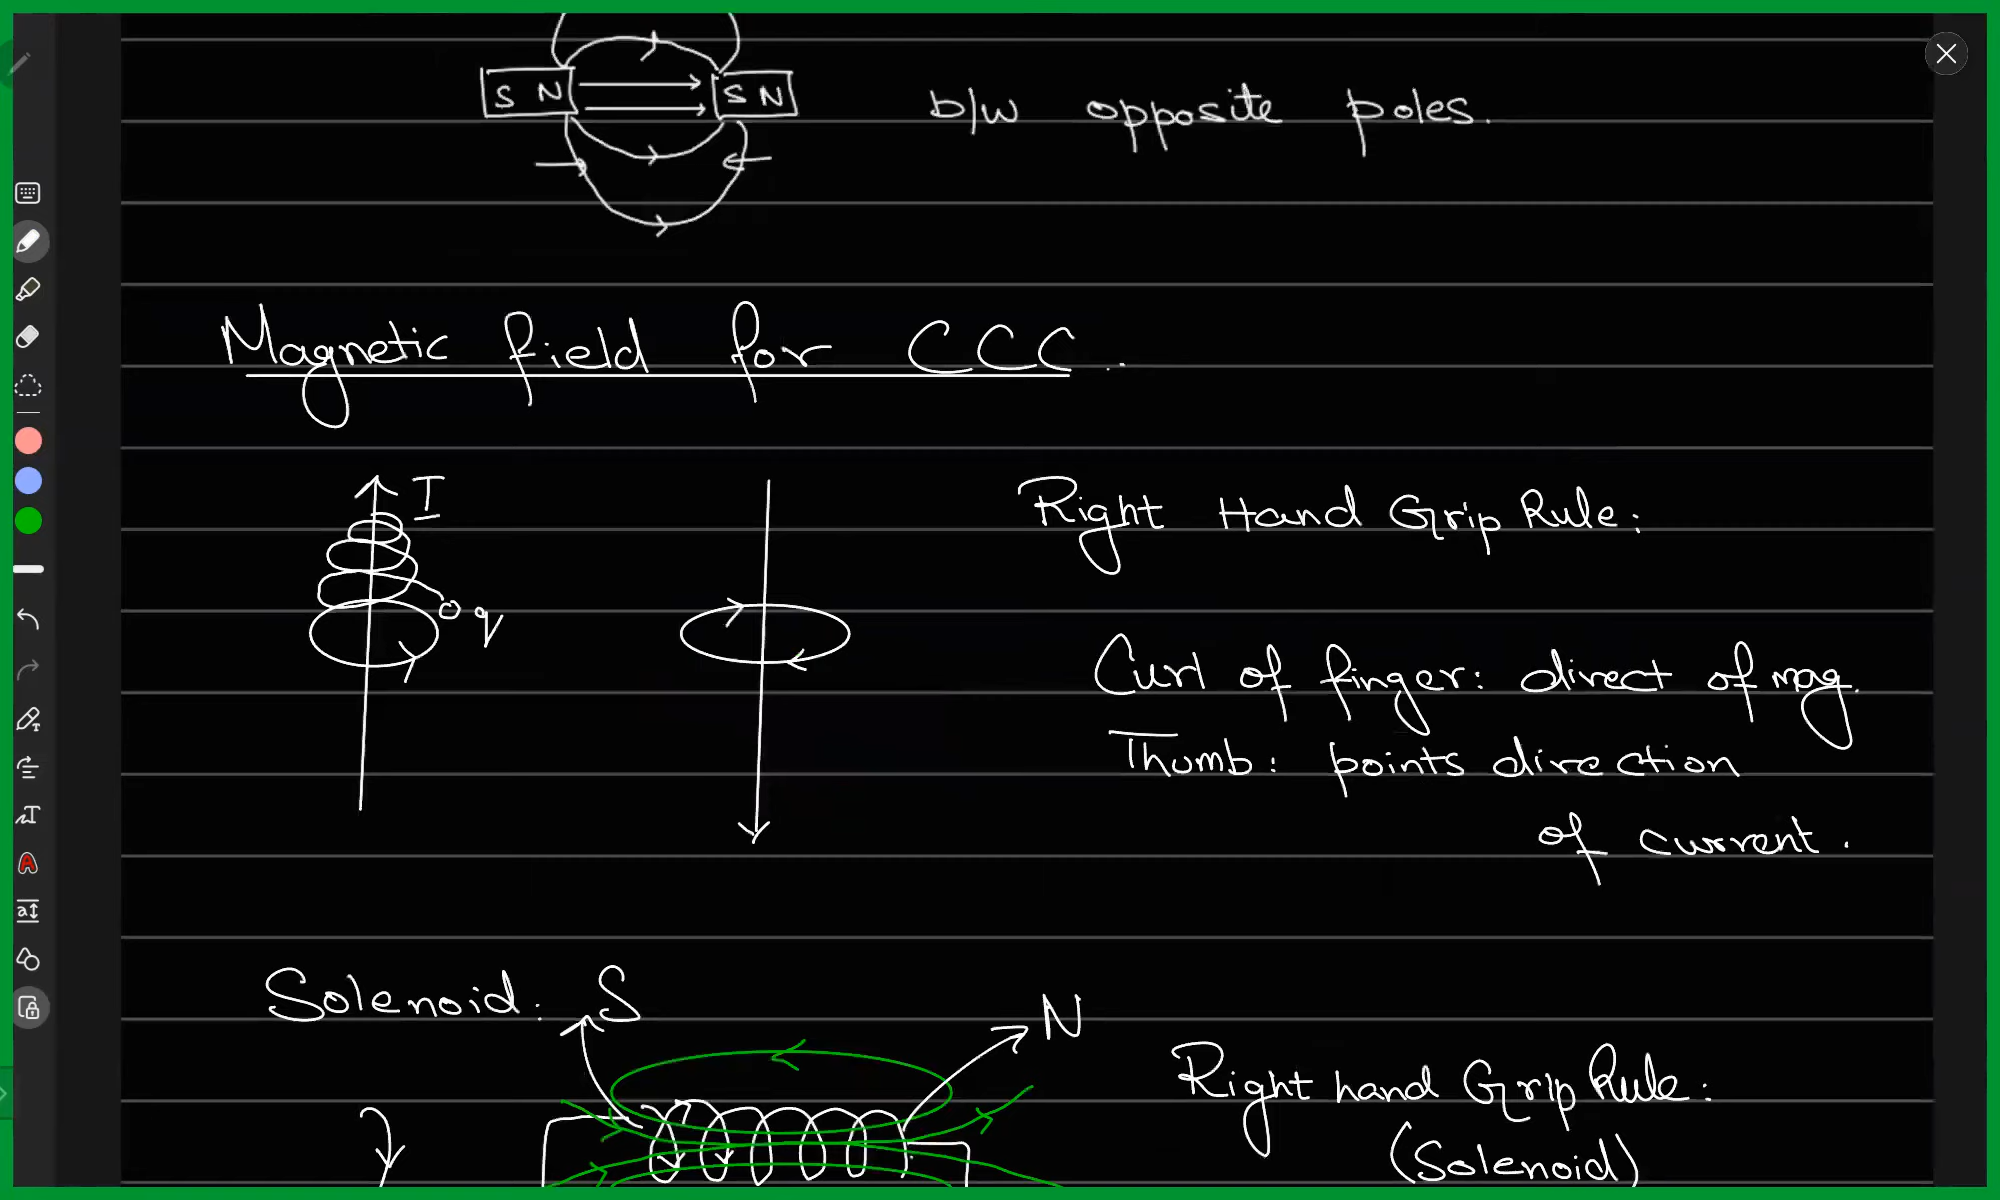 S N S N
b/w opposite poles.
Magnetic field for CCC..
I
q
Right Hand Grip Rule:
Curl of finger: direct of mag.
Thumb: points direction
of current.
Solenoid: S
N
Right hand Grip Rule:
(Solenoid)